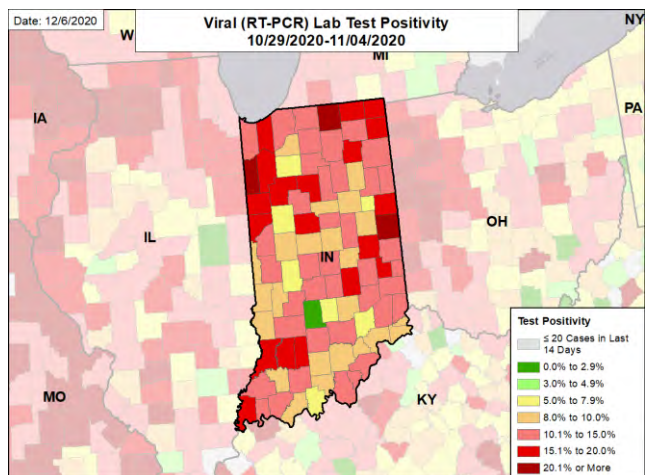 Date: 12/6/2020
Viral (RT-PCR) Lab Test Positivity
10/29/2020-11/04/2020
W
MI
NY
IA
PA
IL
IN
OH
MO
KY
Test Positivity
≤ 20 Cases in Last
14 Days
0.0% to 2.9%
3.0% to 4.9%
5.0% to 7.9%
8.0% to 10.0%
10.1% to 15.0%
15.1% to 20.0%
20.1% or More